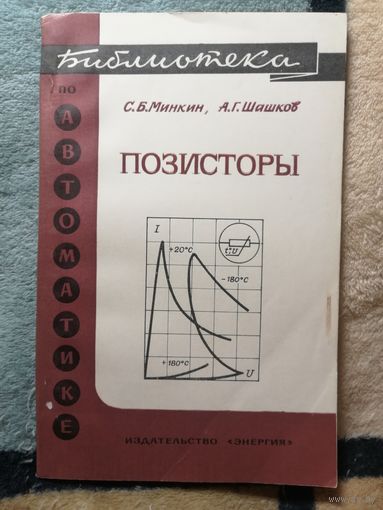 Библиотека
ПО
АВТОМАТИКЕ
С.Б.Минкин, А.Г.Шашков
ПОЗИСТОРЫ
I
+20°C
t;U
-180°C
+180°C
U
ИЗДАТЕЛЬСТВО «ЭНЕРГИЯ»